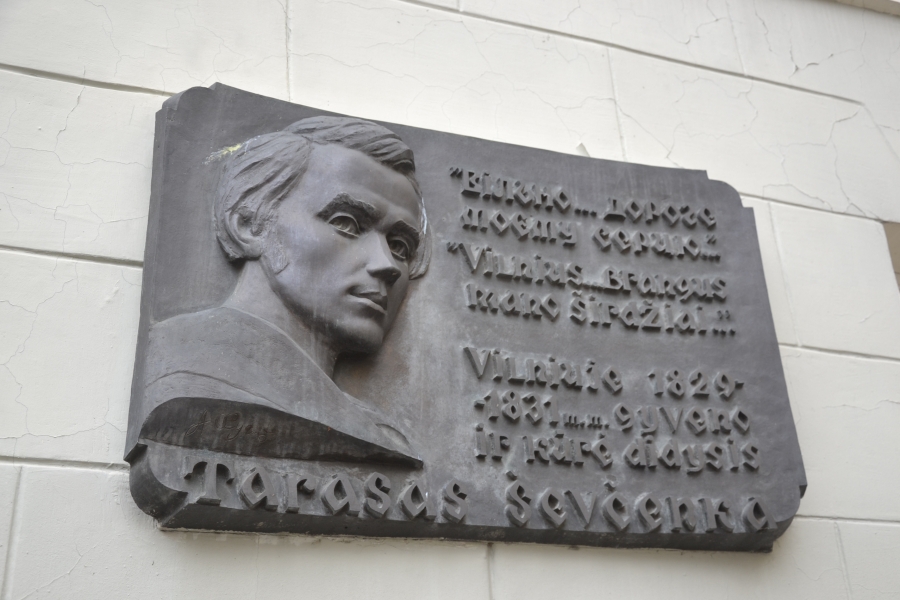 "Вільно... дороге
моєму серцю..."
"Vilnius... Brangus
mano širdžiai..."
Vilniuje 1829-
-1831 m.m. gyveno
ir kūrė didysis
Tarasas Ševčenka